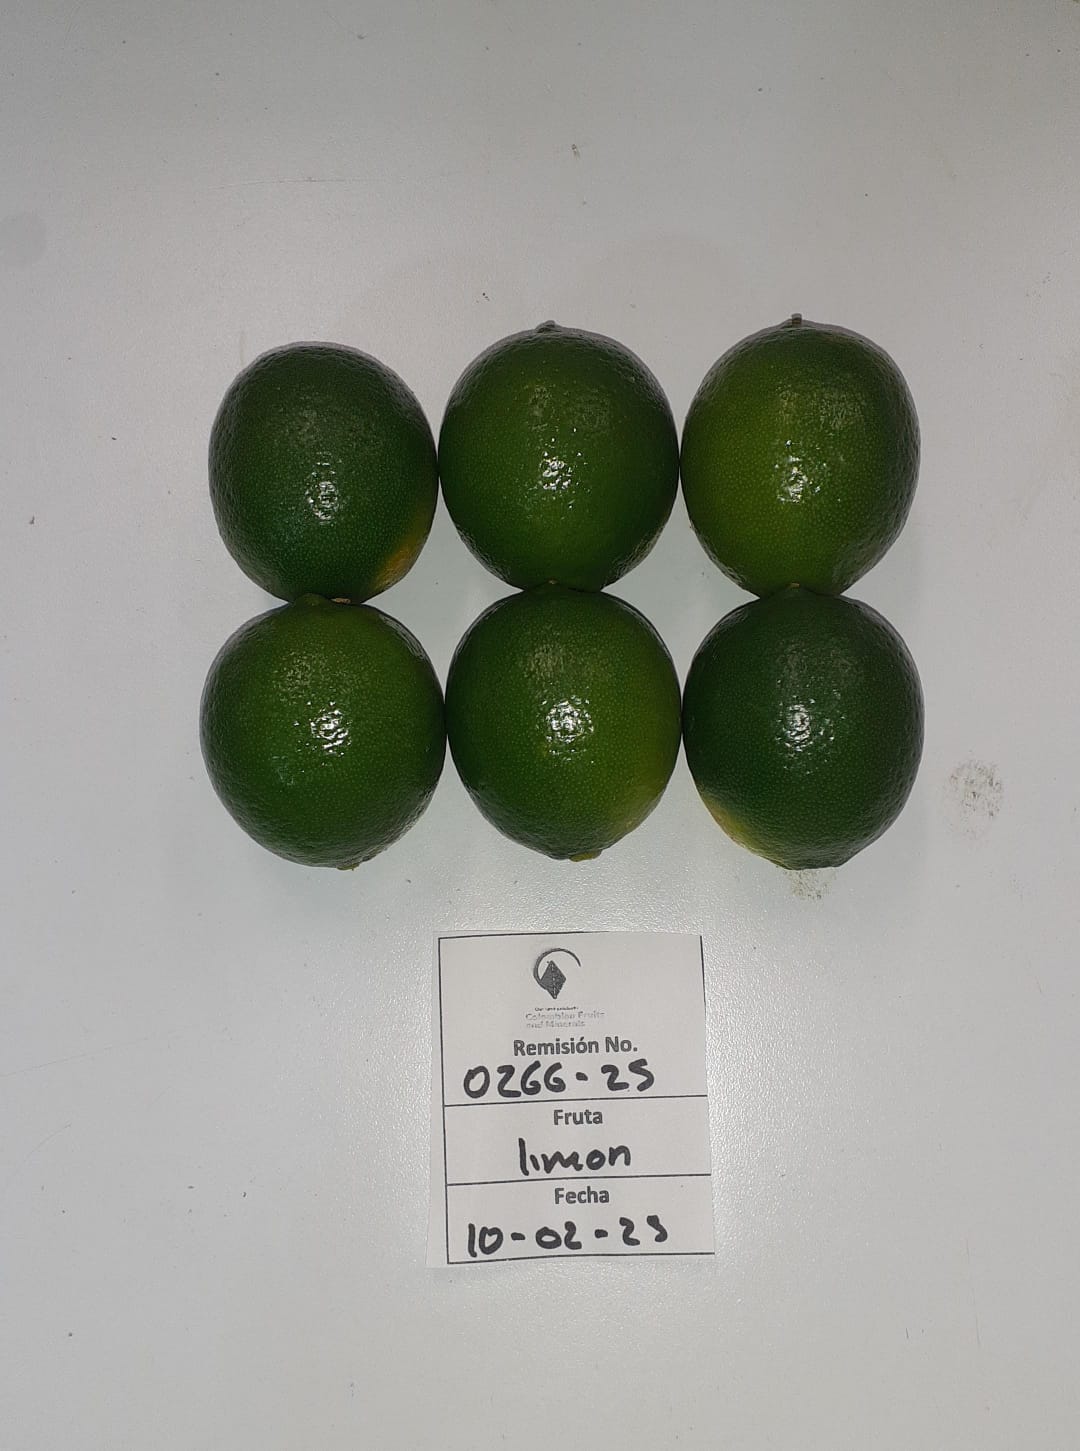 Colombian Fruits
and Minerals
Remisión No.
0266-25
Fruta
limon
Fecha
10-02-25